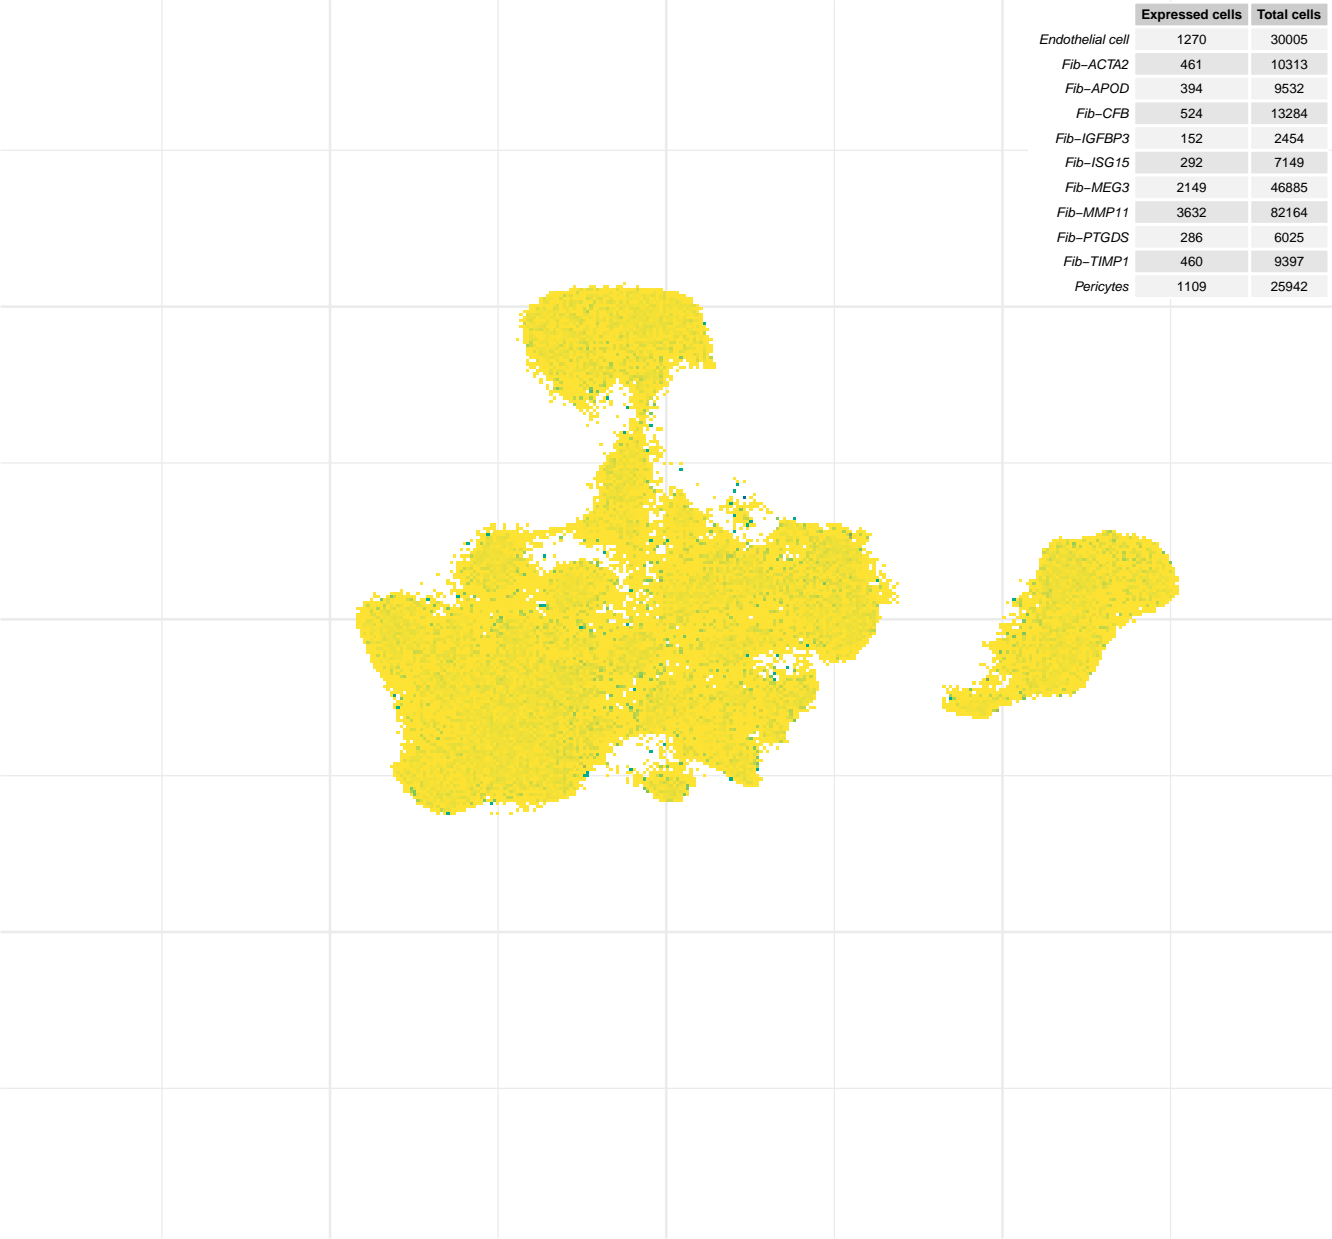 Expressed cells Total cells
Endothelial cell 1270 30005
Fib−ACTA2 461 10313
Fib−APOD 394 9532
Fib−CFB 524 13284
Fib−IGFBP3 152 2454
Fib−ISG15 292 7149
Fib−MEG3 2149 46885
Fib−MMP11 3632 82164
Fib−PTGDS 286 6025
Fib−TIMP1 460 9397
Pericytes 1109 25942